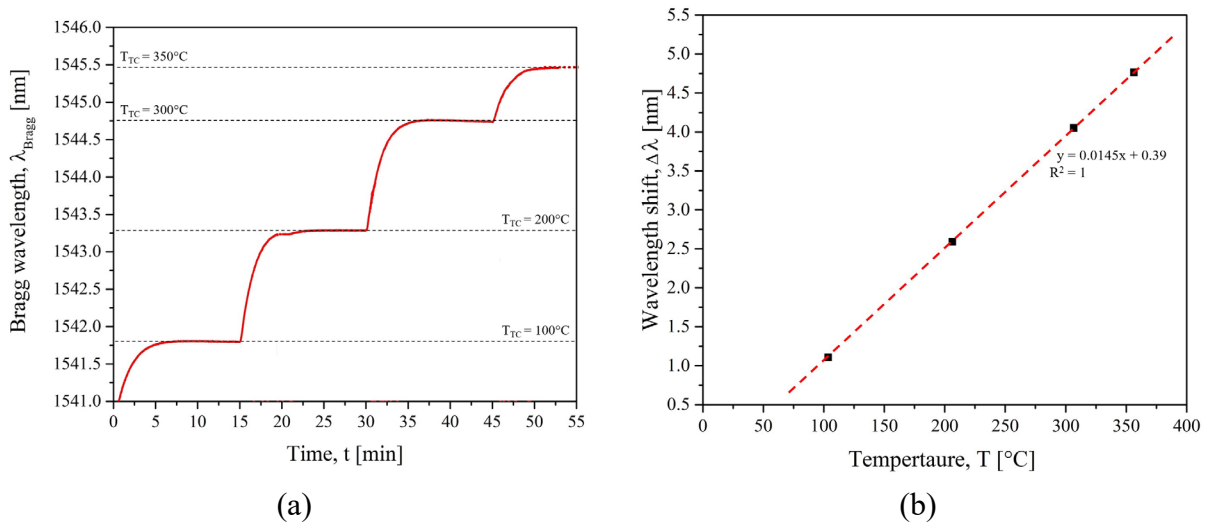 1546.0
1545.5
1545.0
1544.5
1544.0
1543.5
1543.0
1542.5
1542.0
1541.5
1541.0
Bragg wavelength, λBragg [nm]
T_TC = 350°C
T_TC = 300°C
T_TC = 200°C
T_TC = 100°C
0 5 10 15 20 25 30 35 40 45 50 55
Time, t [min]
(a)
5.5
5.0
4.5
4.0
3.5
3.0
2.5
2.0
1.5
1.0
0.5
Wavelength shift, Δλ [nm]
y = 0.0145x + 0.39
R² = 1
0 50 100 150 200 250 300 350 400
Tempertaure, T [°C]
(b)